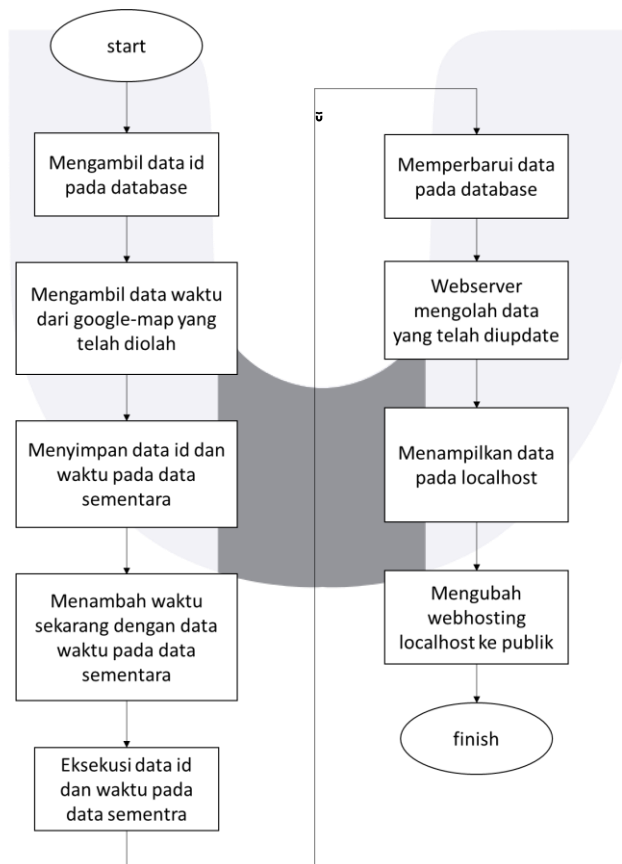 start
Mengambil data id
pada database
Mengambil data waktu
dari google-map yang
telah diolah
Menyimpan data id dan
waktu pada data
sementara
Menambah waktu
sekarang dengan data
waktu pada data
sementara
Eksekusi data id
dan waktu pada
data sementra
Memperbarui data
pada database
Webserver
mengolah data
yang telah diupdate
Menampilkan data
pada localhost
Mengubah
webhosting
localhost ke publik
finish